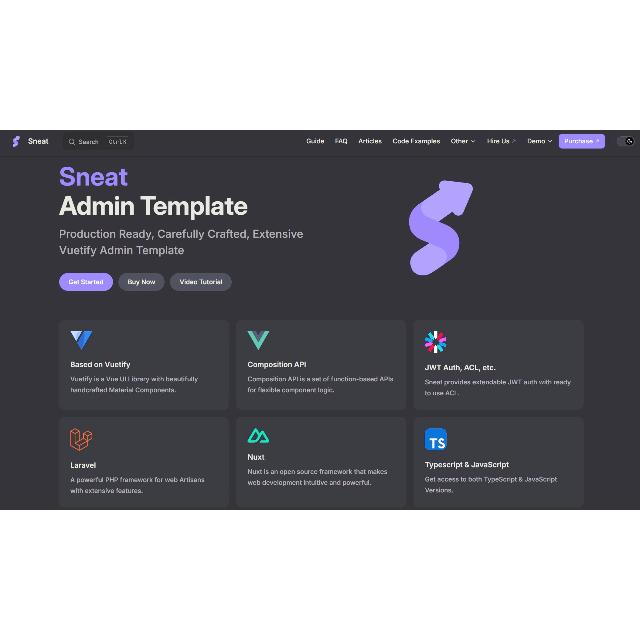 Sneat
Search Ctrl K
Guide FAQ Articles Code Examples Other Hire Us Demo Purchase
Sneat
Admin Template
Production Ready, Carefully Crafted, Extensive
Vuetify Admin Template
Get Started Buy Now Video Tutorial
Based on Vuetify
Vuetify is a Vue UI Library with beautifully
handcrafted Material Components.
Composition API
Composition API is a set of function-based APIs
for flexible component logic.
JWT Auth, ACL, etc.
Sneat provides extendable JWT auth with ready
to use ACL.
Laravel
A powerful PHP framework for web Artisans
with extensive features.
Nuxt
Nuxt is an open source framework that makes
web development intuitive and powerful.
TS
Typescript & JavaScript
Get access to both TypeScript & JavaScript
Versions.